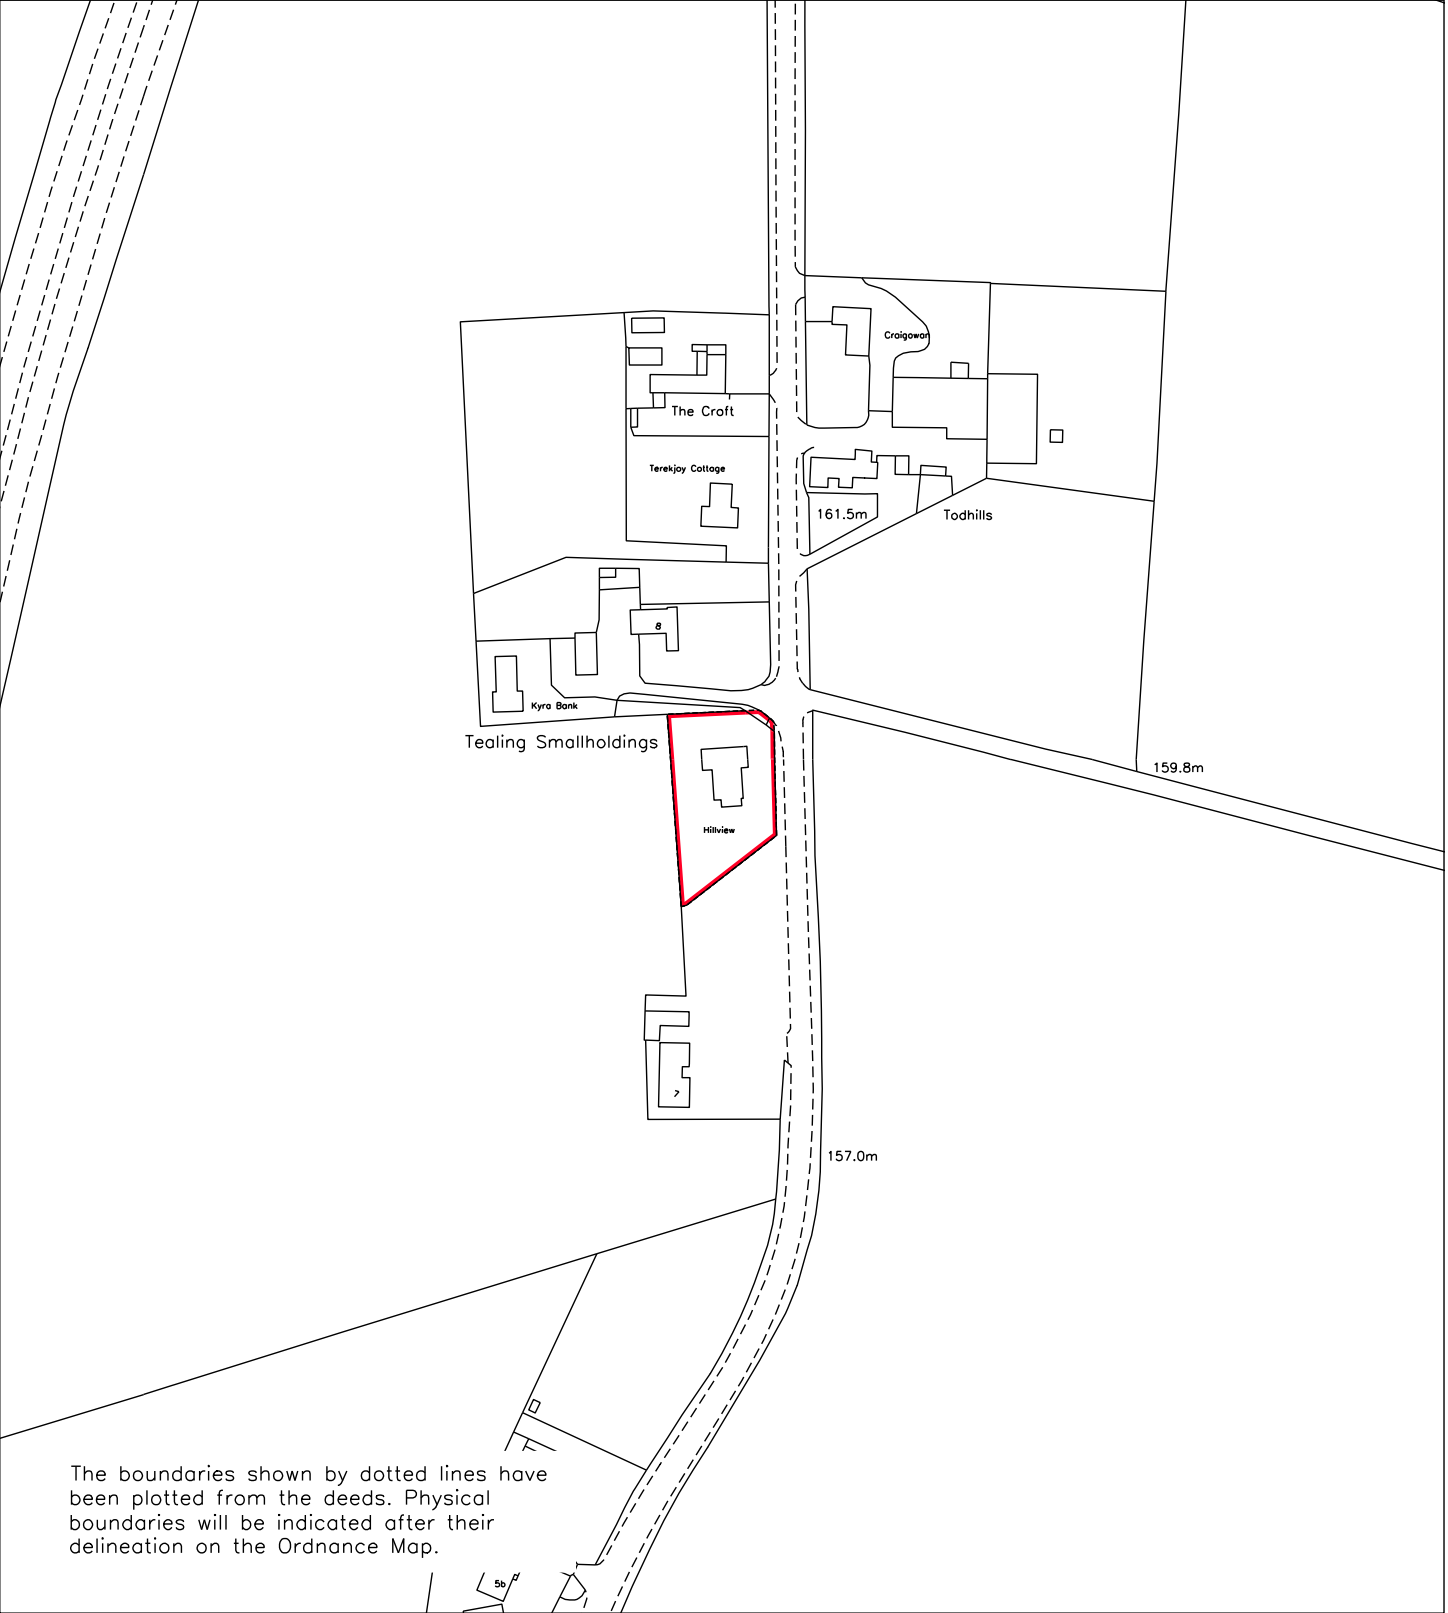 Craigowan
The Croft
Terekjoy Cottage
161.5m
Todhills
8
Kyra Bank
Tealing Smallholdings
159.8m
Hillview
7
157.0m
The boundaries shown by dotted lines have
been plotted from the deeds. Physical
boundaries will be indicated after their
delineation on the Ordnance Map.
5b